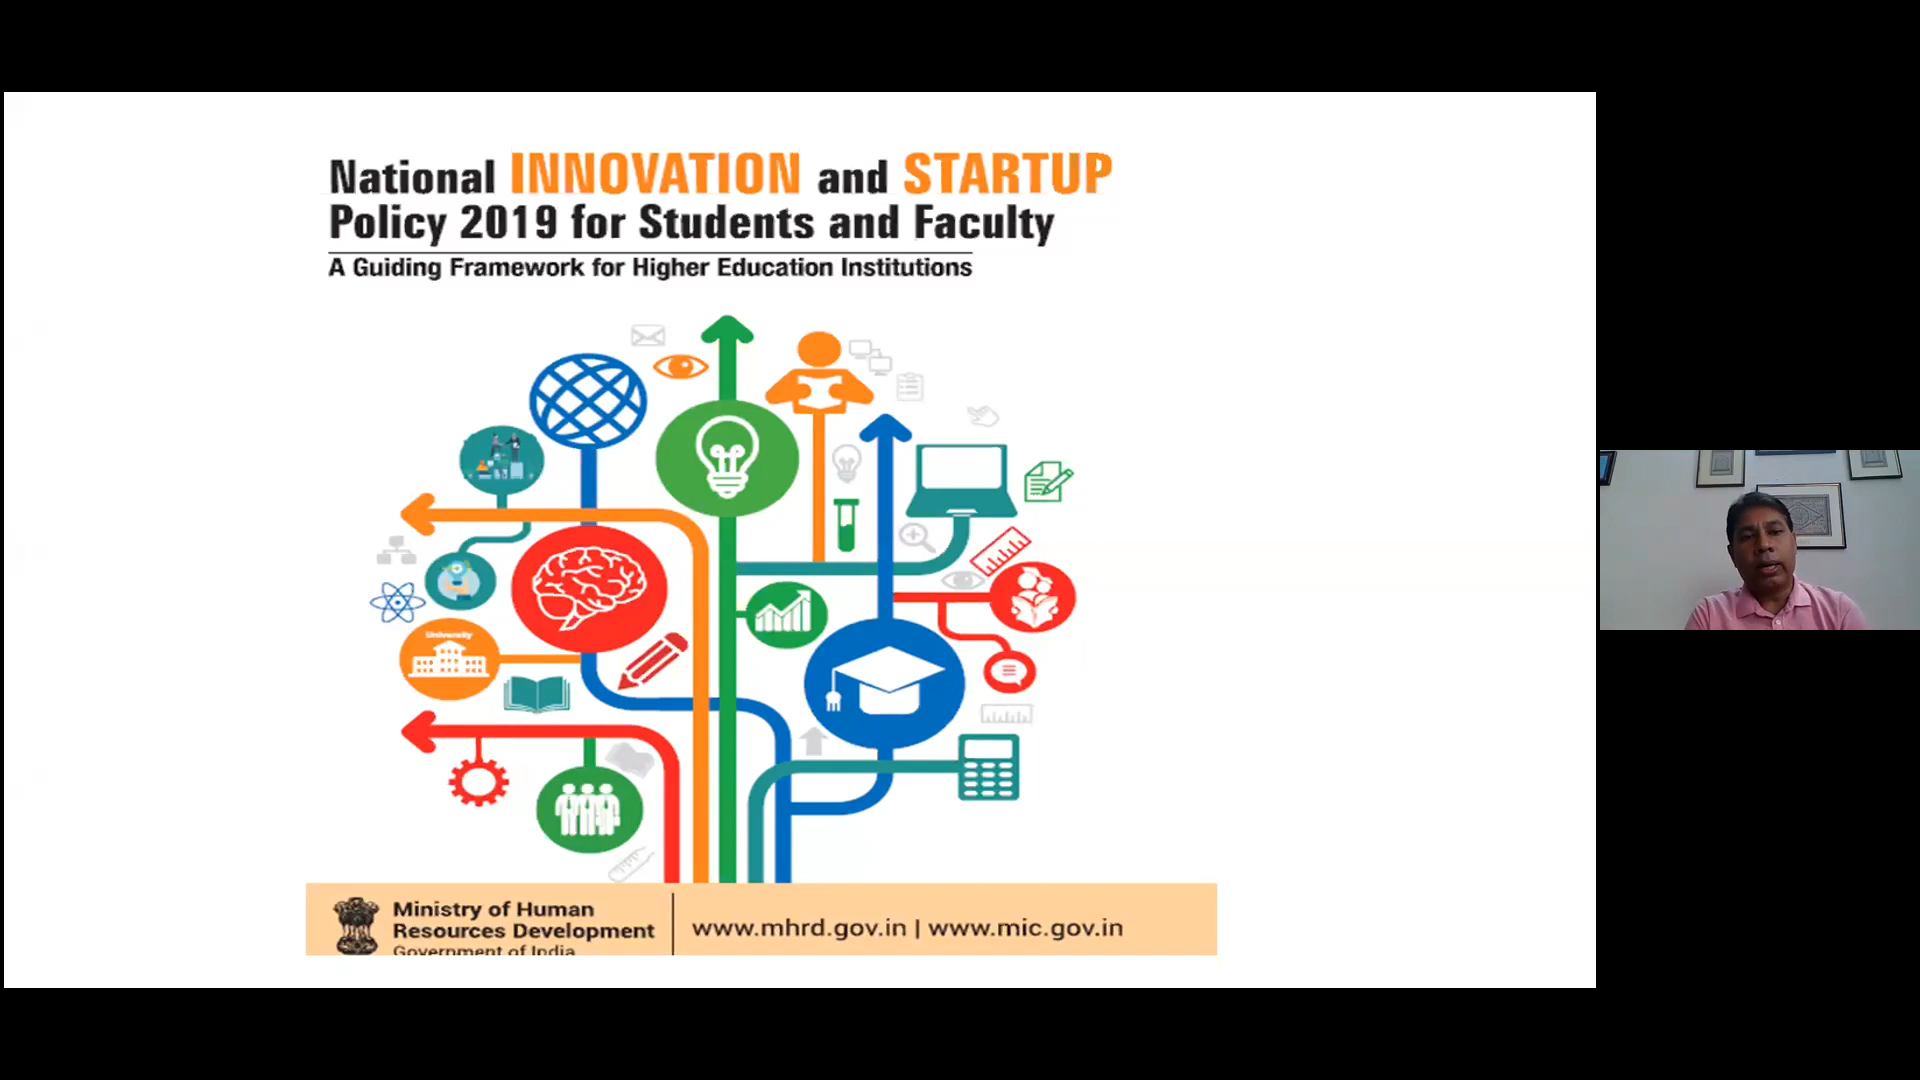 National INNOVATION and STARTUP
Policy 2019 for Students and Faculty
A Guiding Framework for Higher Education Institutions
University
Ministry of Human
Resources Development
Government of India
www.mhrd.gov.in | www.mic.gov.in